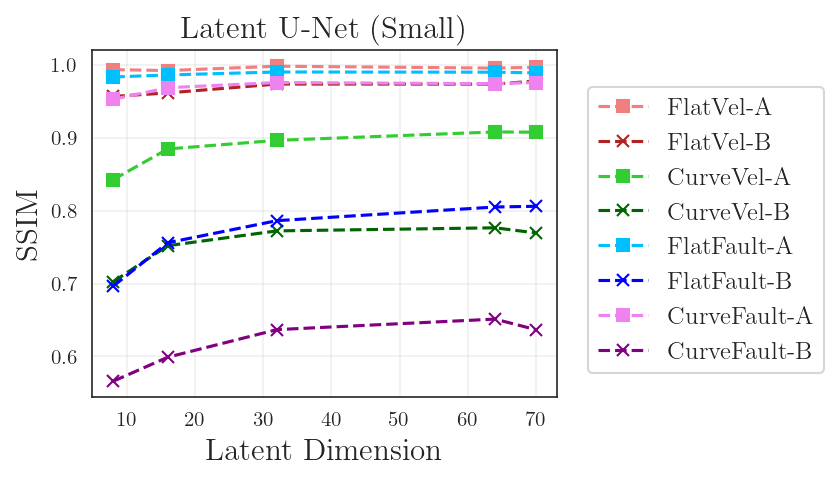 Latent U-Net (Small)
SSIM
1.0
0.9
0.8
0.7
0.6
10 20 30 40 50 60 70
Latent Dimension
FlatVel-A
FlatVel-B
CurveVel-A
CurveVel-B
FlatFault-A
FlatFault-B
CurveFault-A
CurveFault-B